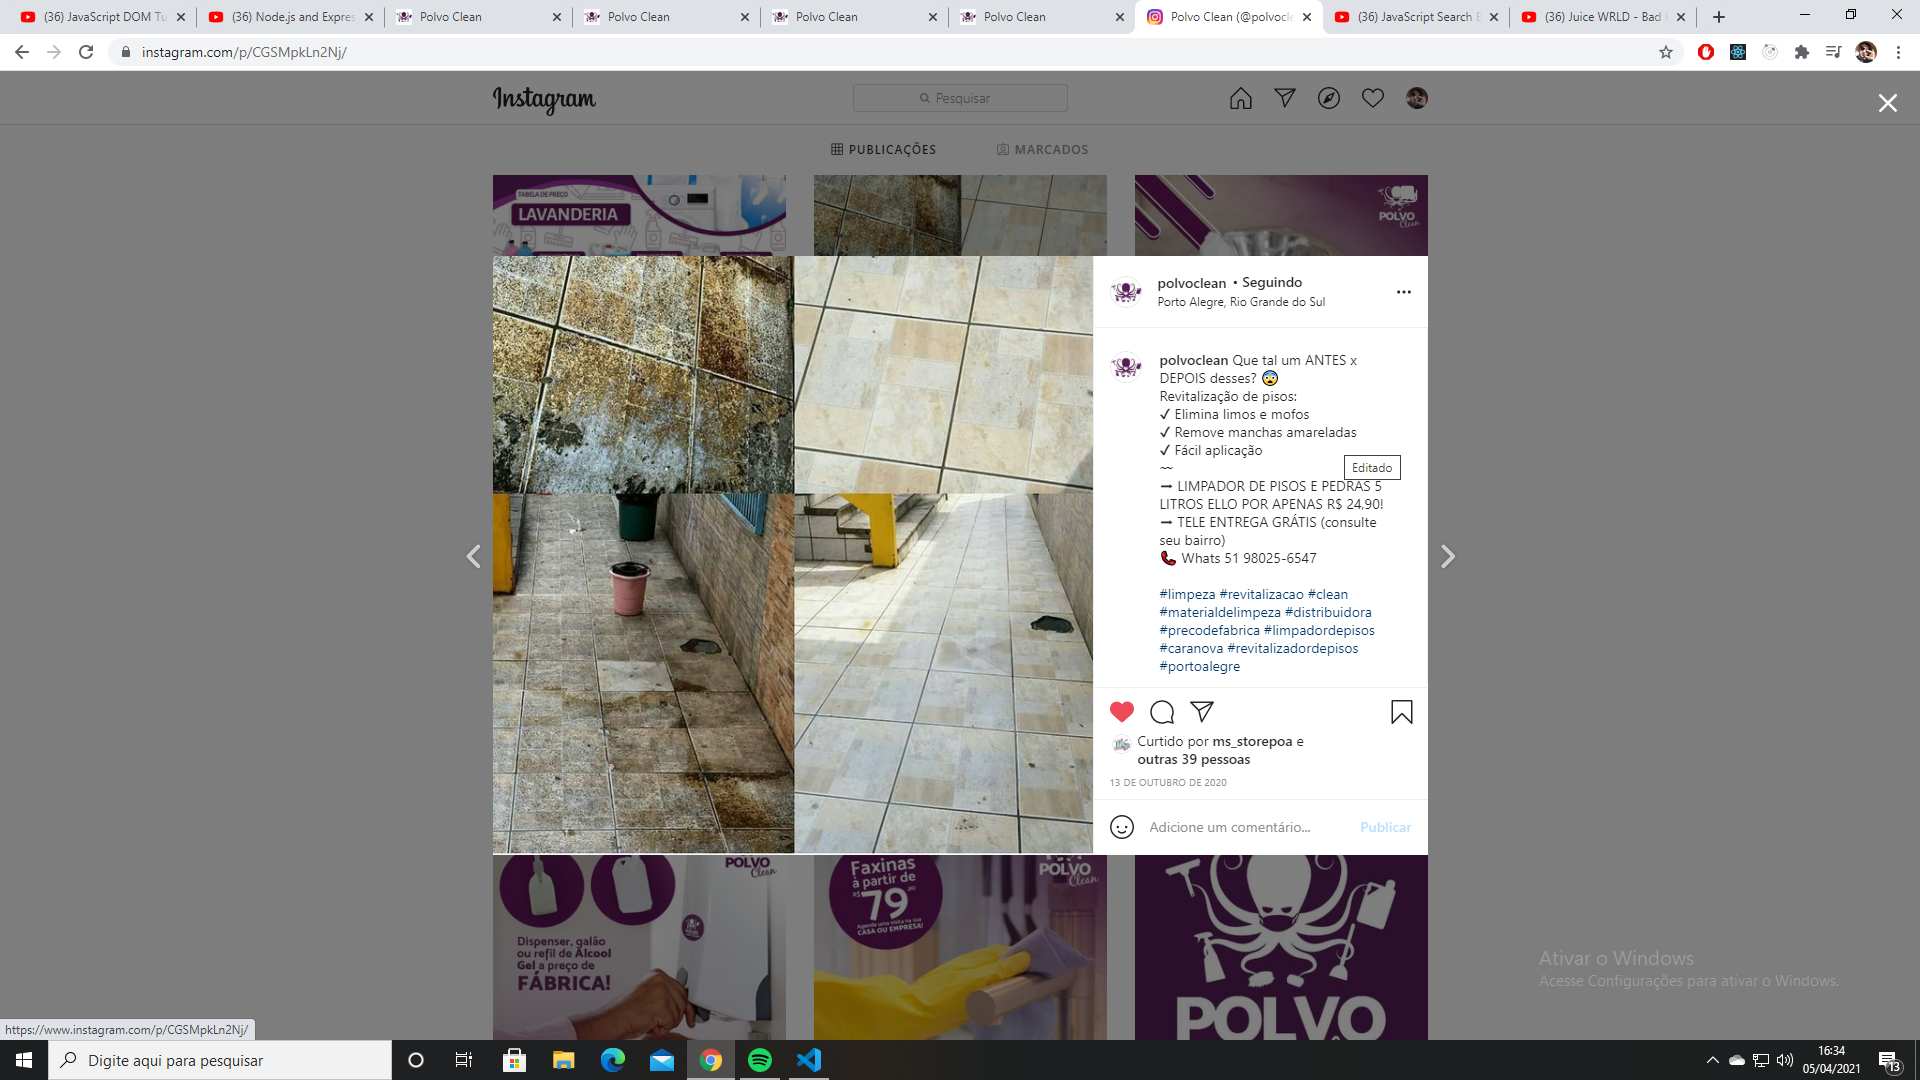 (36) JavaScript DOM Tu
(36) Node.js and Expres
Polvo Clean
Polvo Clean
Polvo Clean
Polvo Clean
Polvo Clean (@polvocle
(36) JavaScript Search B
(36) Juice WRLD - Bad
instagram.com/p/CGSMpkLn2Nj/
Instagram
Pesquisar
PUBLICAÇÕES
MARCADOS
TABELA DE PREÇO
LAVANDERIA
POLVO
Clean
polvoclean • Seguindo
Porto Alegre, Rio Grande do Sul
polvoclean Que tal um ANTES x
DEPOIS desses? 😨
Revitalização de pisos:
✓ Elimina limos e mofos
✓ Remove manchas amareladas
✓ Fácil aplicação
~~
Editado
➞ LIMPADOR DE PISOS E PEDRAS 5
LITROS ELLO POR APENAS R$ 24,90!
➞ TELE ENTREGA GRÁTIS (consulte
seu bairro)
📞 Whats 51 98025-6547
#limpeza #revitalizacao #clean
#materialdelimpeza #distribuidora
#precodefabrica #limpadordepisos
#caranova #revitalizadordepisos
#portoalegre
Curtido por ms_storepoa e
outras 39 pessoas
13 DE OUTUBRO DE 2020
Adicione um comentário...
Publicar
POLVO
Clean
Dispenser, galão
ou refil de Álcool
Gel a preço de
FÁBRICA!
Faxinas
à partir de
R$ 79,90
Agende uma visita na sua
CASA OU EMPRESA!
POLVO
Clean
POLVO
Ativar o Windows
Acesse Configurações para ativar o Windows.
https://www.instagram.com/p/CGSMpkLn2Nj/
Digite aqui para pesquisar
16:34
05/04/2021
13